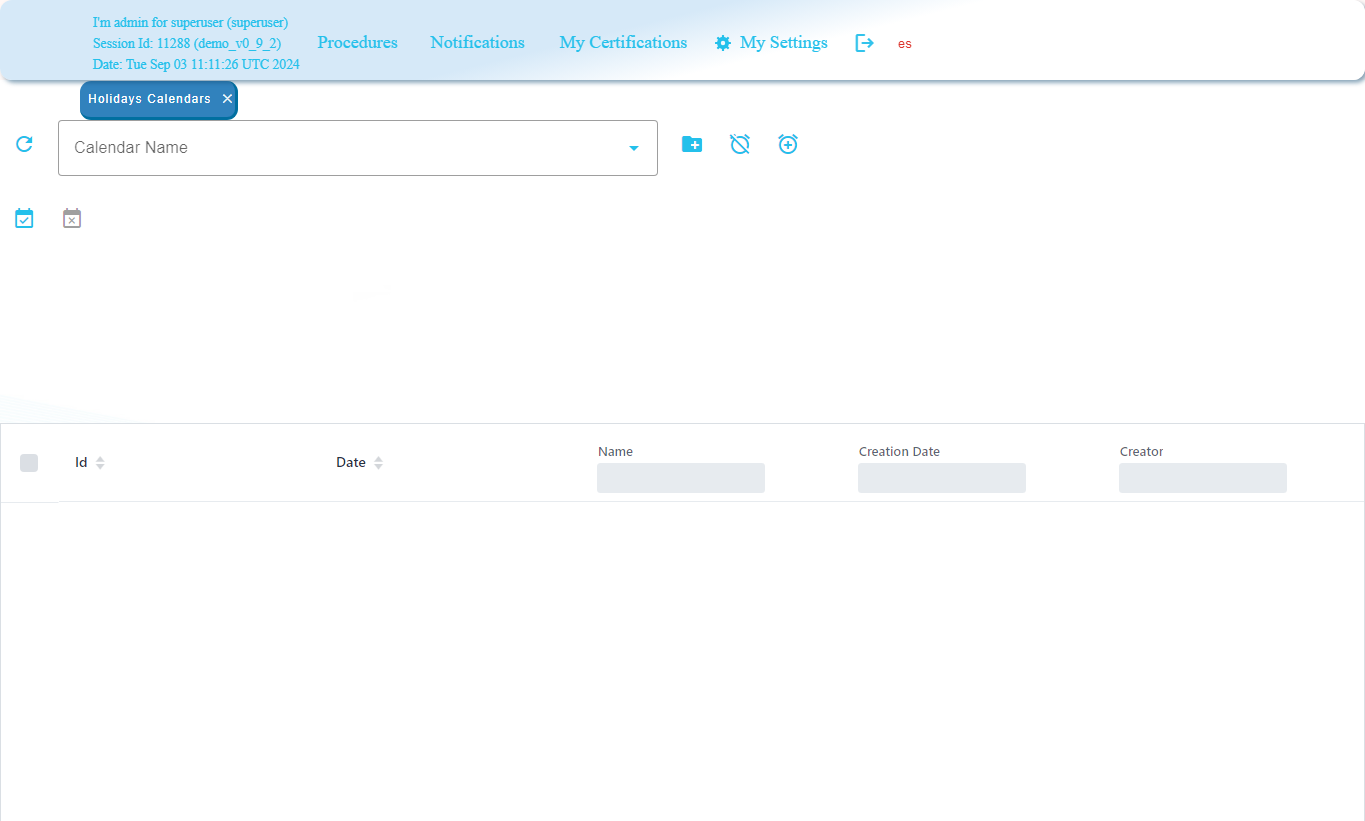 I'm admin for superuser (superuser)
Session Id: 11288 (demo_v0_9_2)
Date: Tue Sep 03 11:11:26 UTC 2024
Procedures
Notifications
My Certifications
My Settings
es
Holidays Calendars
Calendar Name
Id
Date
Name
Creation Date
Creator